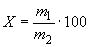 X = m₁/m₂ · 100